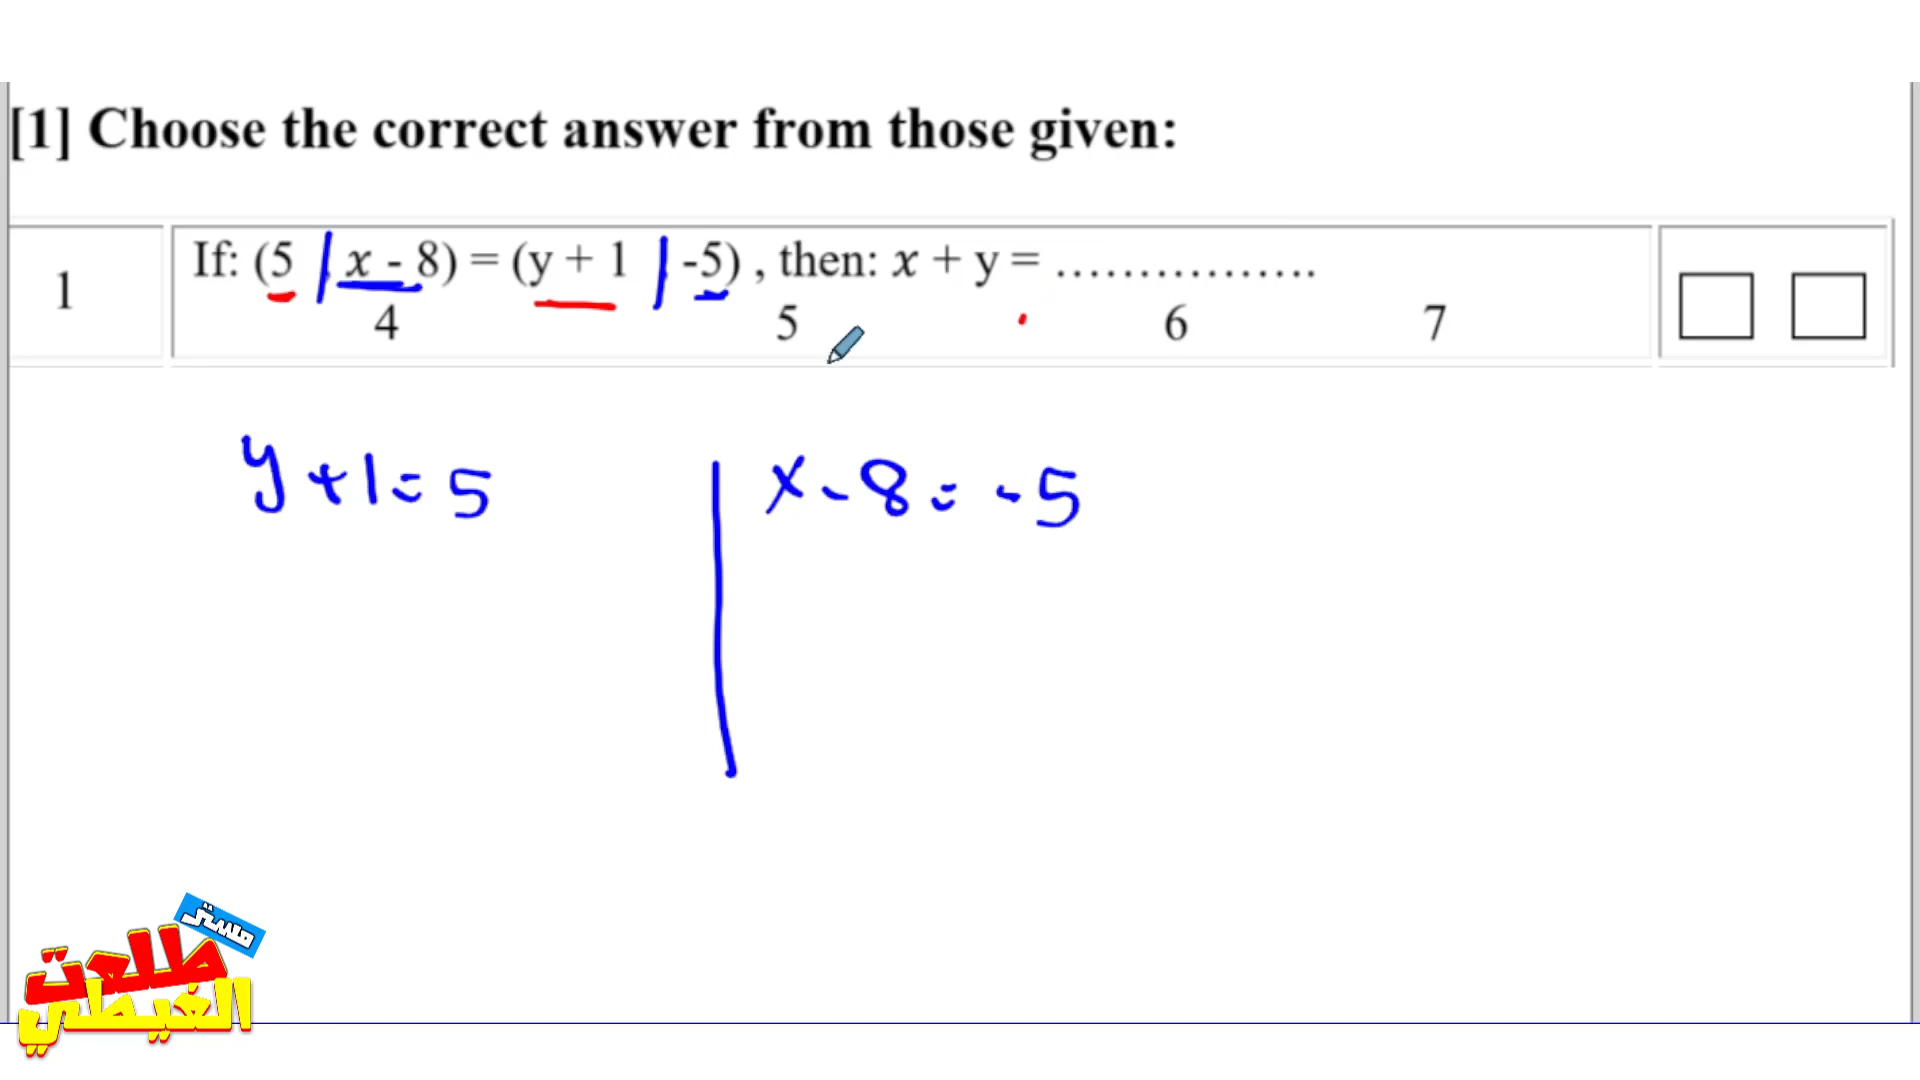 [1] Choose the correct answer from those given:
1
If: (5 , x - 8) = (y + 1 , -5) , then: x + y = ................
4 5 6 7
y + 1 = 5
x - 8 = -5
مستر
طلعت
الغيطي